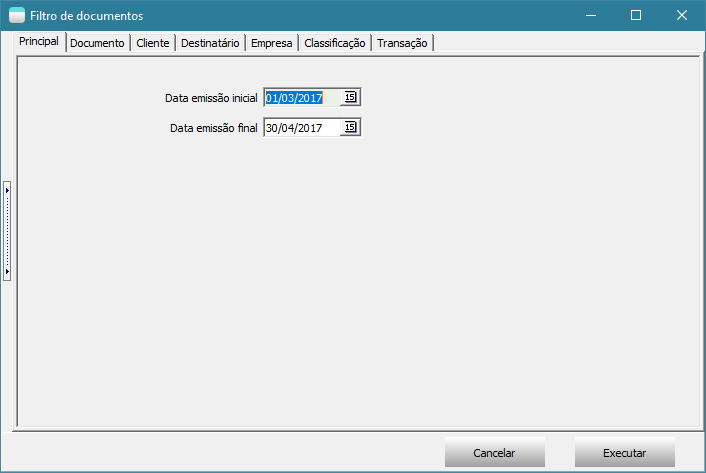 Filtro de documentos
Principal Documento Cliente Destinatário Empresa Classificação Transação
Data emissão inicial 01/03/2017 15
Data emissão final 30/04/2017 15
Cancelar Executar